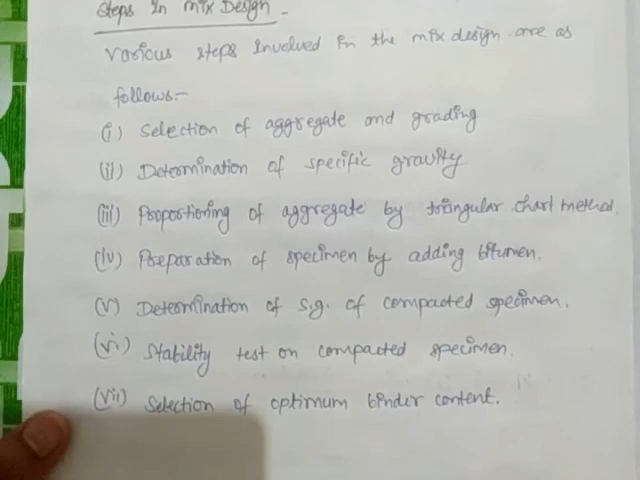 Steps In Mix Design -
Various steps Involved in the mix design are as
follows:-
(i) Selection of aggregate and grading
(ii) Determination of specific gravity
(iii) Proportioning of aggregate by triangular chart method.
(iv) Preparation of specimen by adding bitumen.
(v) Determination of s.g. of compacted specimen.
(vi) Stability test on compacted specimen.
(vii) Selection of optimum binder content.